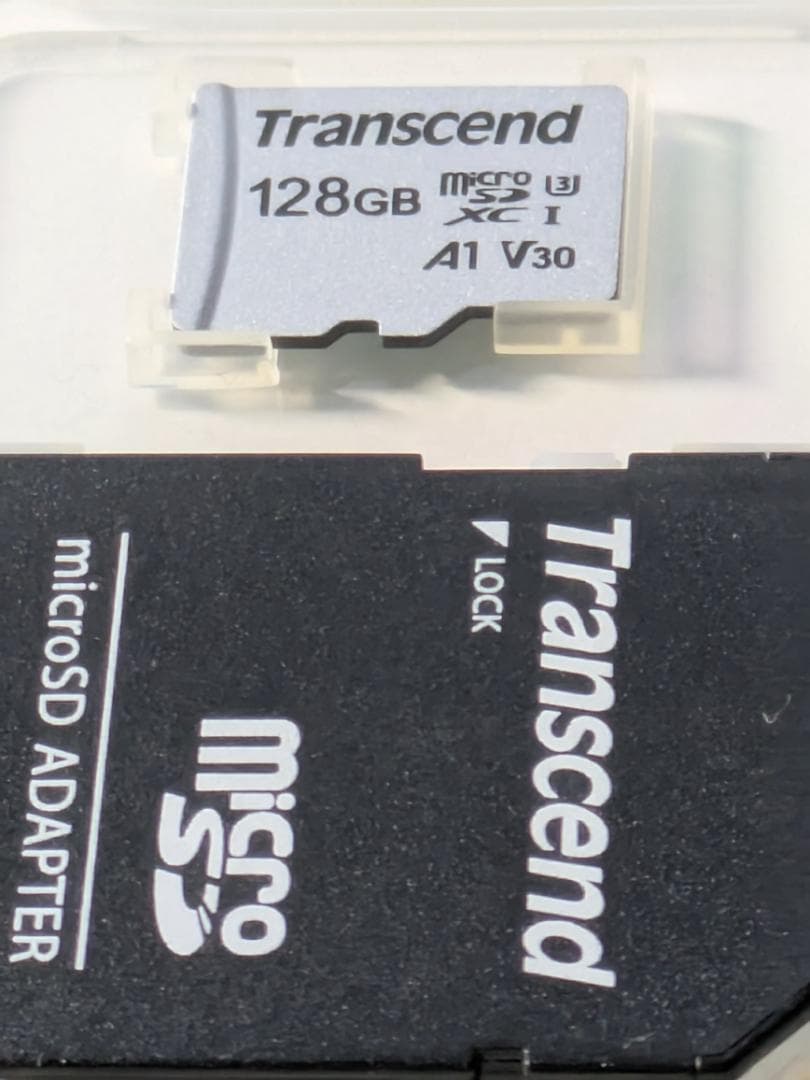 Transcend
128GB micro SD XC I U3
A1 V30
Transcend
LOCK
micro SD
microSD ADAPTER